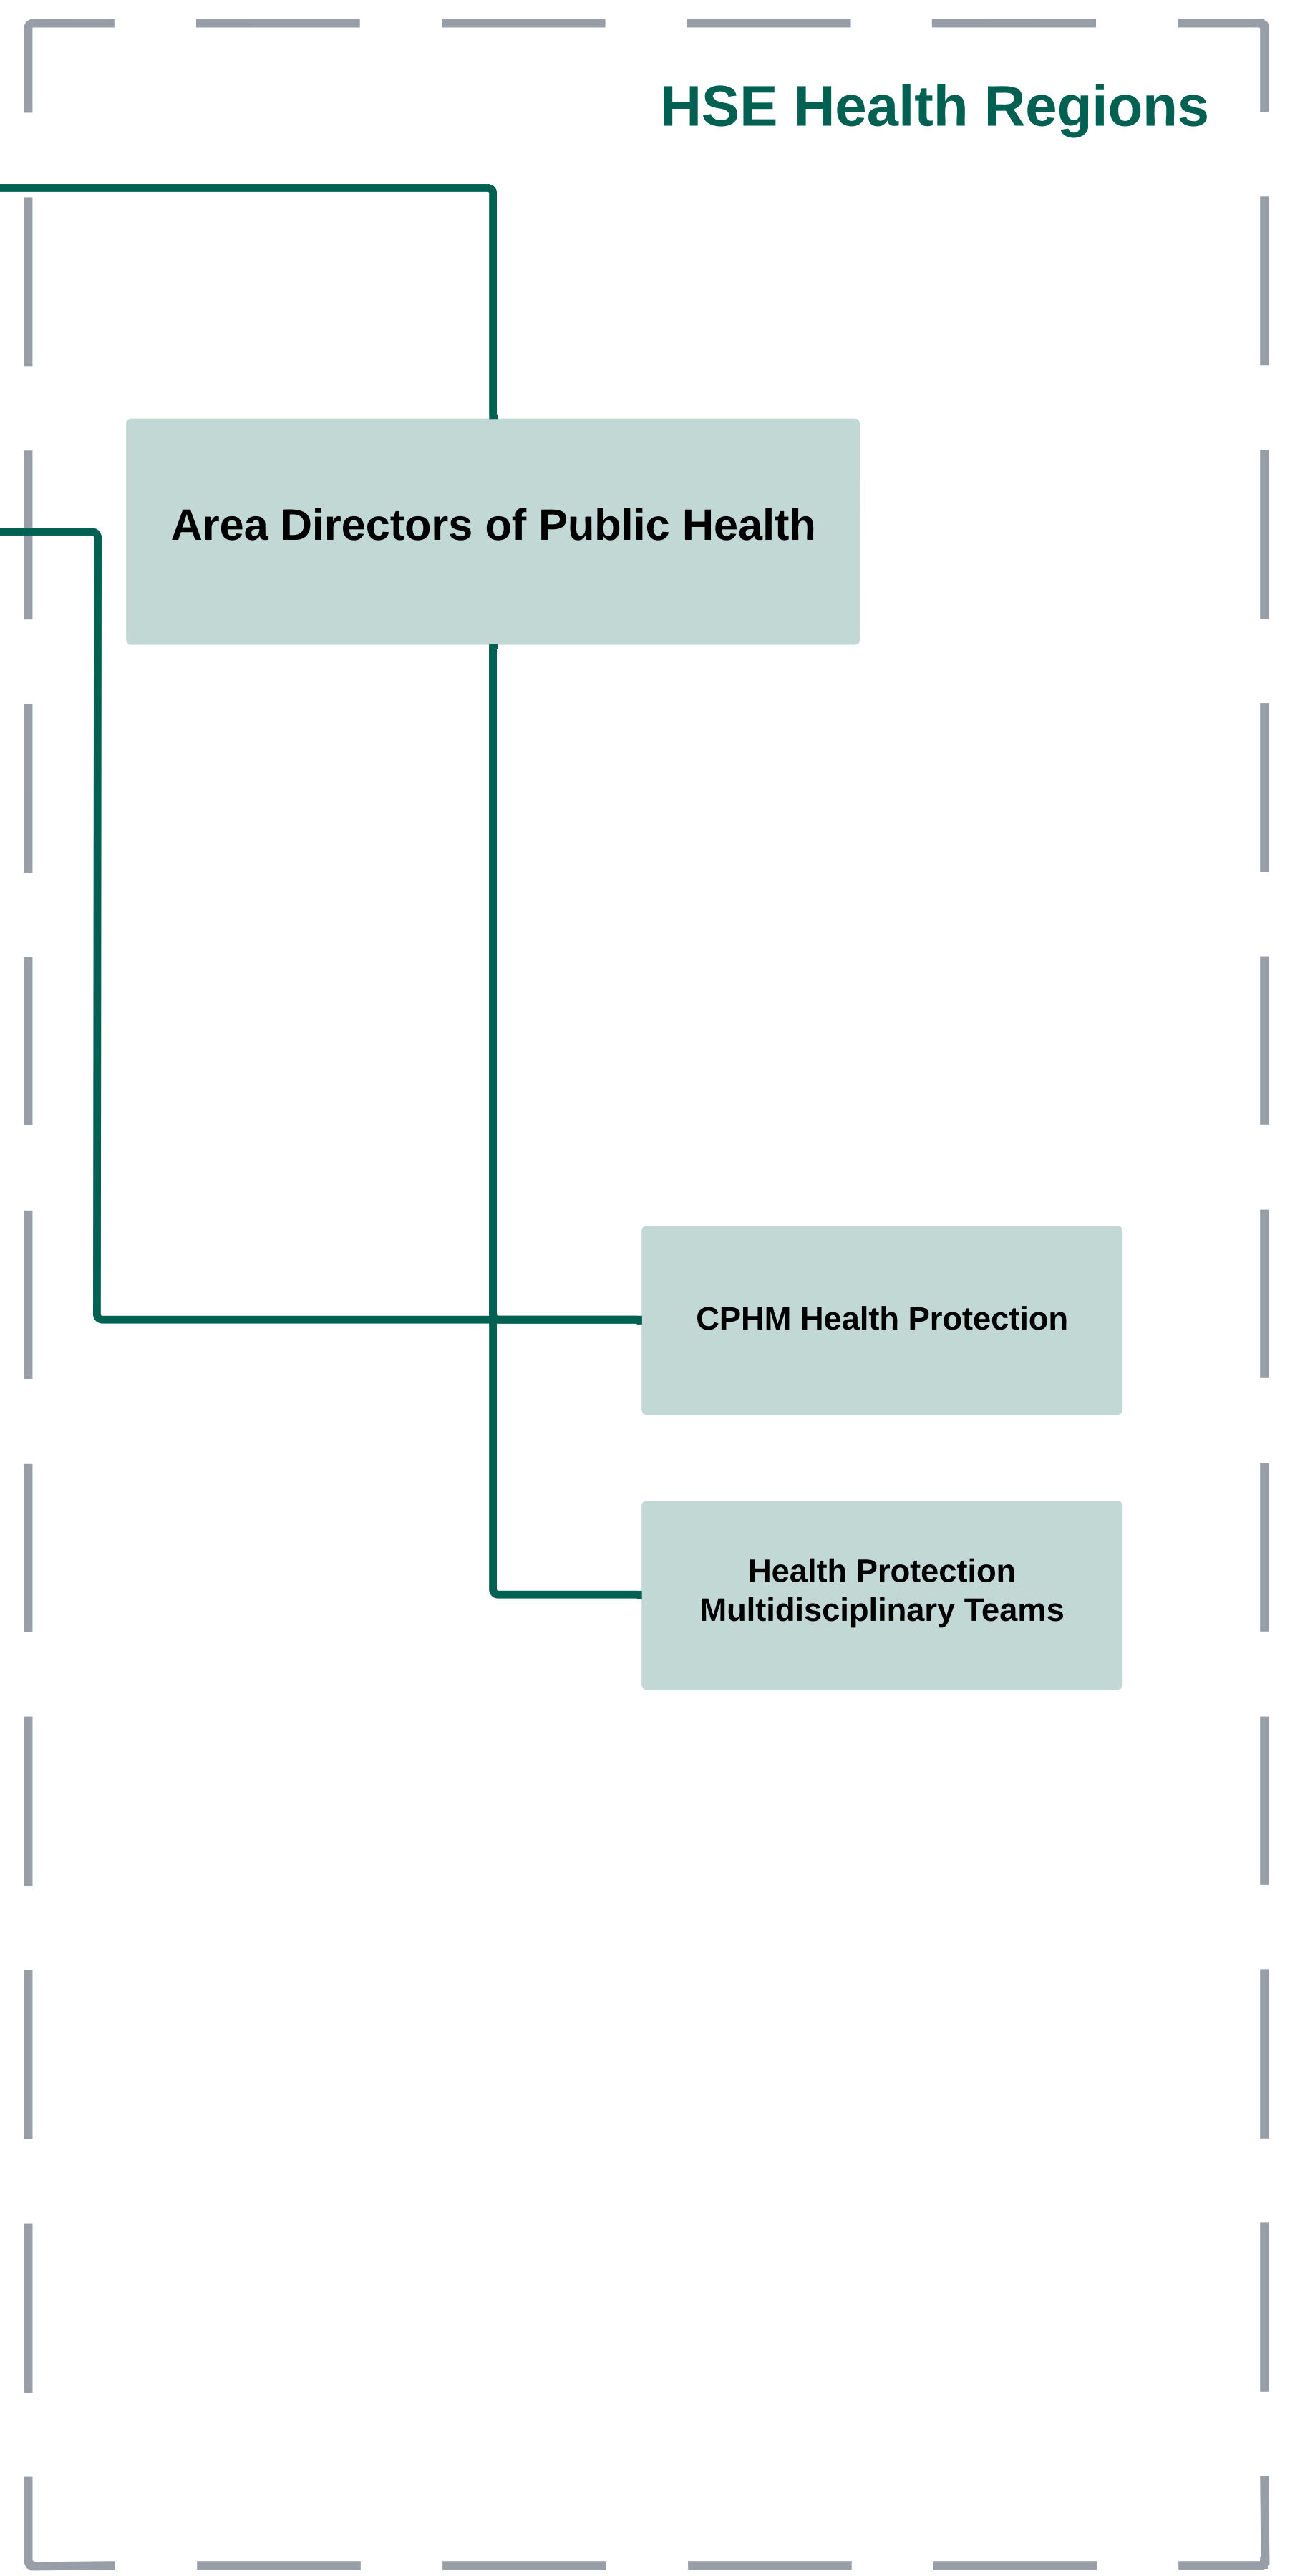 HSE Health Regions
Area Directors of Public Health
CPHM Health Protection
Health Protection
Multidisciplinary Teams